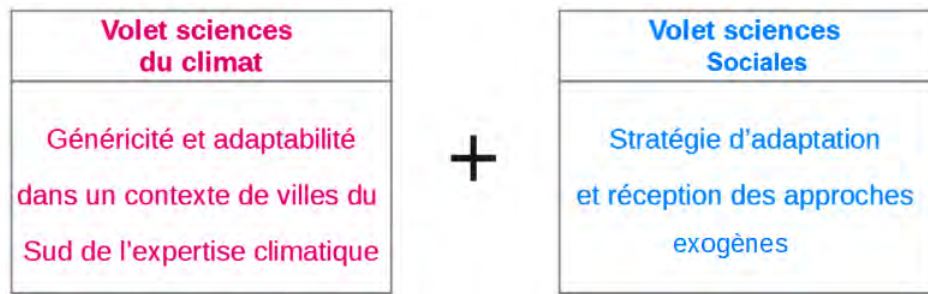 Volet sciences
du climat
Généricité et adaptabilité
dans un contexte de villes du
Sud de l'expertise climatique
+
Volet sciences
Sociales
Stratégie d'adaptation
et réception des approches
exogènes